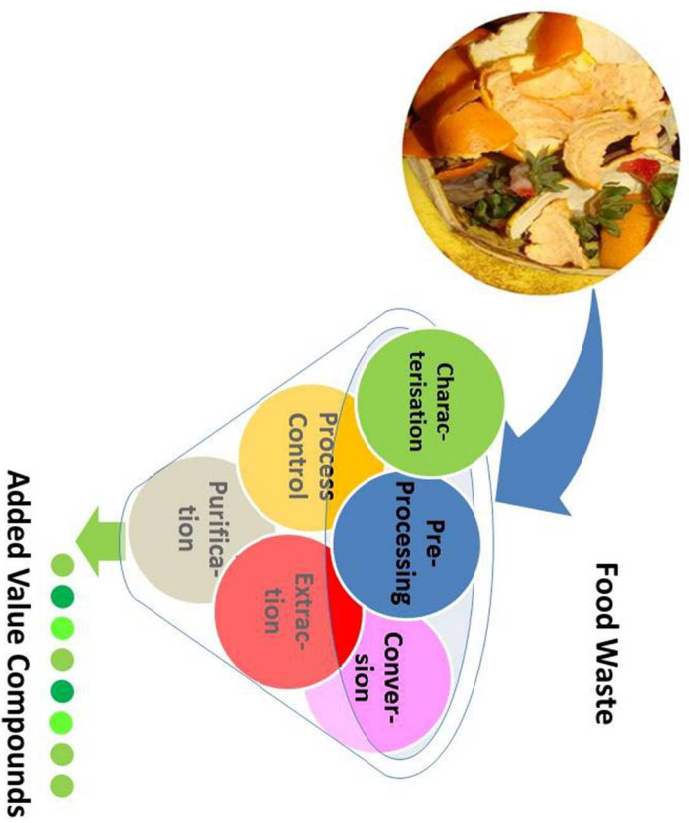 Food Waste
Charac-
terisation
Pre-
Processing
Conver-
sion
Process
Control
Extrac-
tion
Purifica-
tion
Added Value Compounds